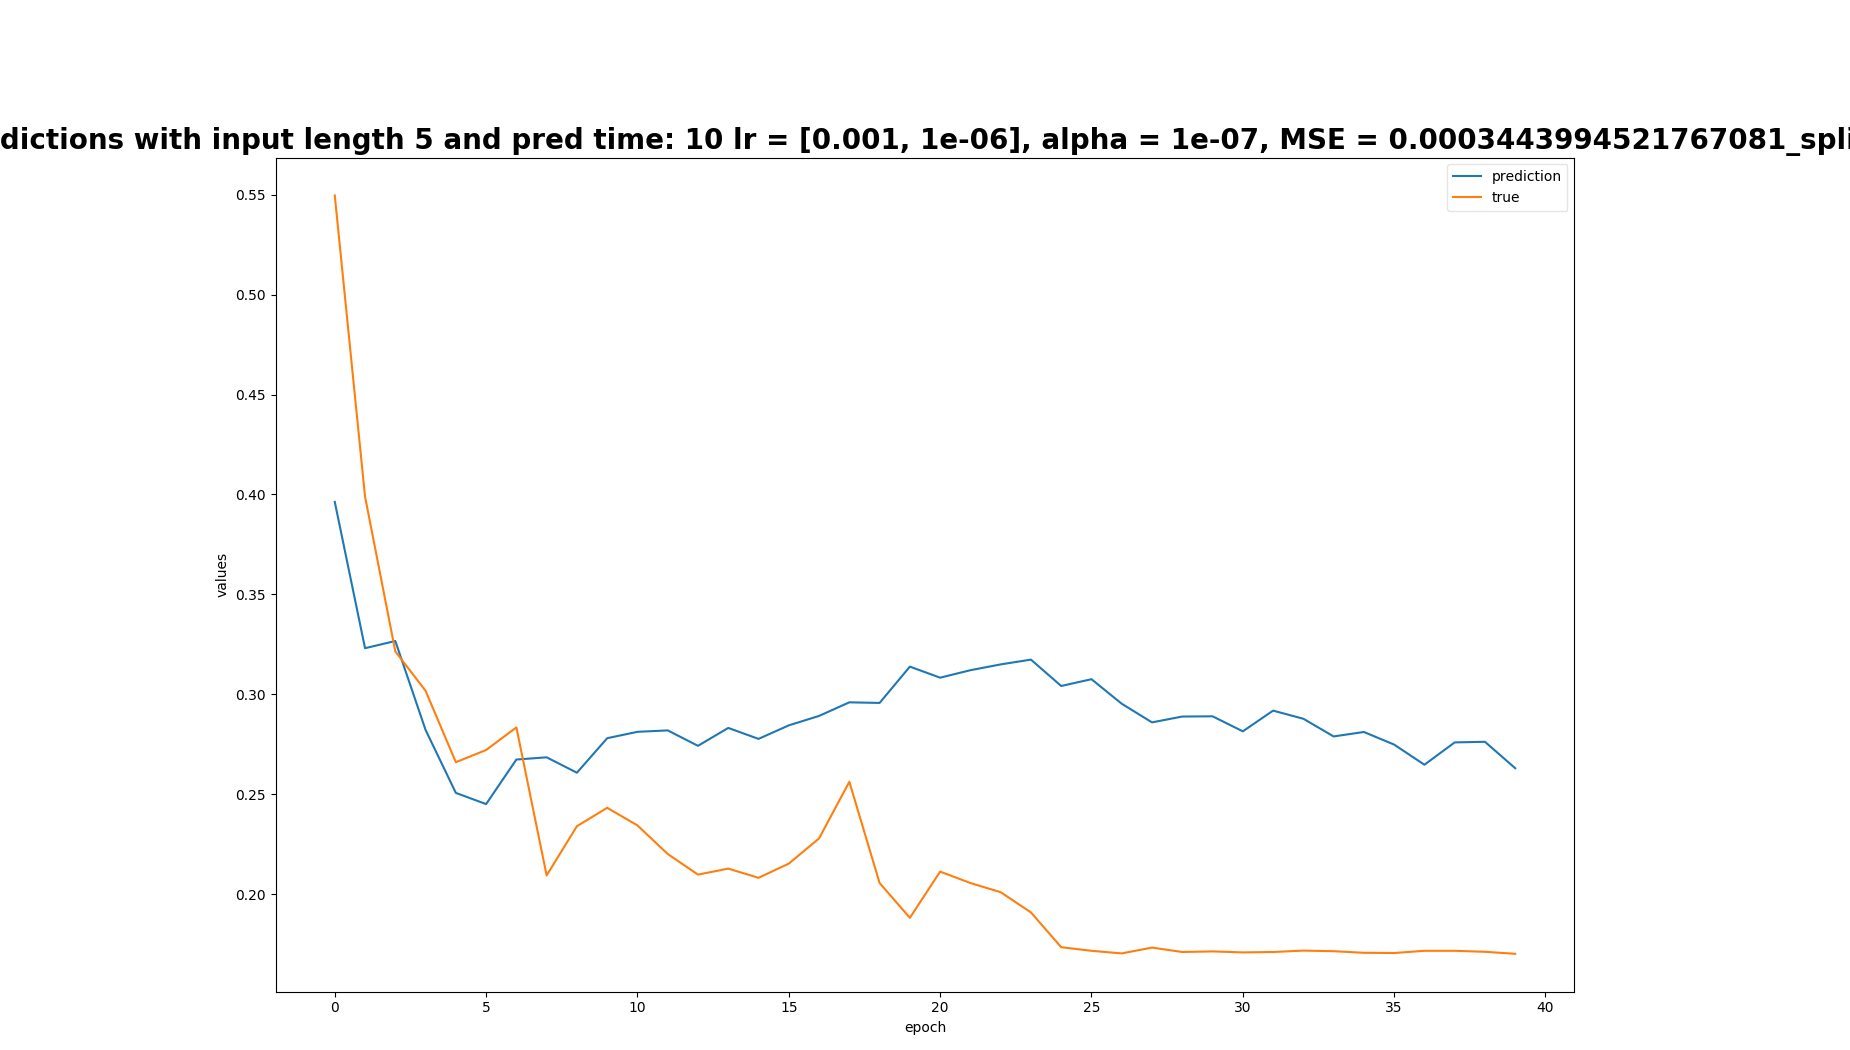 dictions with input length 5 and pred time: 10 lr = [0.001, 1e-06], alpha = 1e-07, MSE = 0.0003443994521767081_spli
prediction
true
0.55
0.50
0.45
0.40
0.35
0.30
0.25
0.20
values
0 5 10 15 20 25 30 35 40
epoch